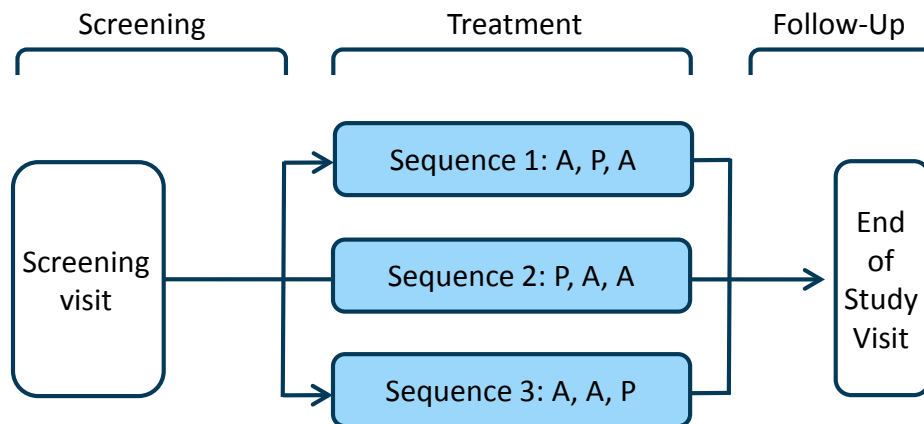 Screening
Treatment
Follow-Up
Screening
visit
Sequence 1: A, P, A
Sequence 2: P, A, A
Sequence 3: A, A, P
End
of
Study
Visit